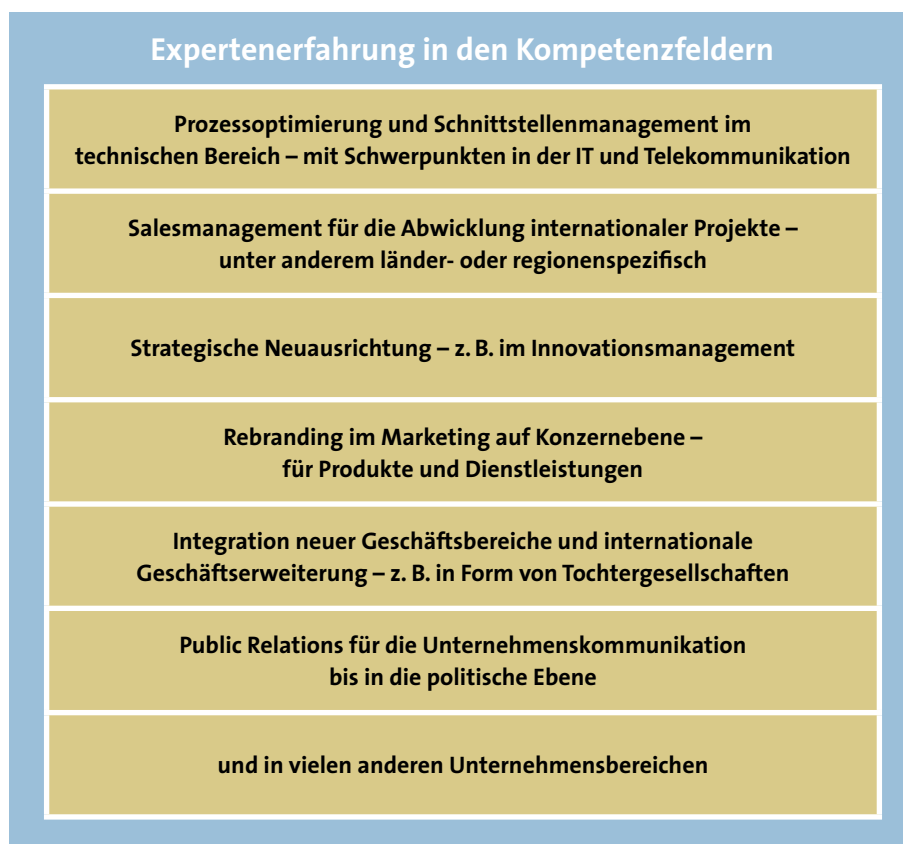 Expertenerfahrung in den Kompetenzfeldern
Prozessoptimierung und Schnittstellenmanagement im
technischen Bereich – mit Schwerpunkten in der IT und Telekommunikation
Salesmanagement für die Abwicklung internationaler Projekte –
unter anderem länder- oder regionenspezifisch
Strategische Neuausrichtung – z. B. im Innovationsmanagement
Rebranding im Marketing auf Konzernebene –
für Produkte und Dienstleistungen
Integration neuer Geschäftsbereiche und internationale
Geschäftserweiterung – z. B. in Form von Tochtergesellschaften
Public Relations für die Unternehmenskommunikation
bis in die politische Ebene
und in vielen anderen Unternehmensbereichen